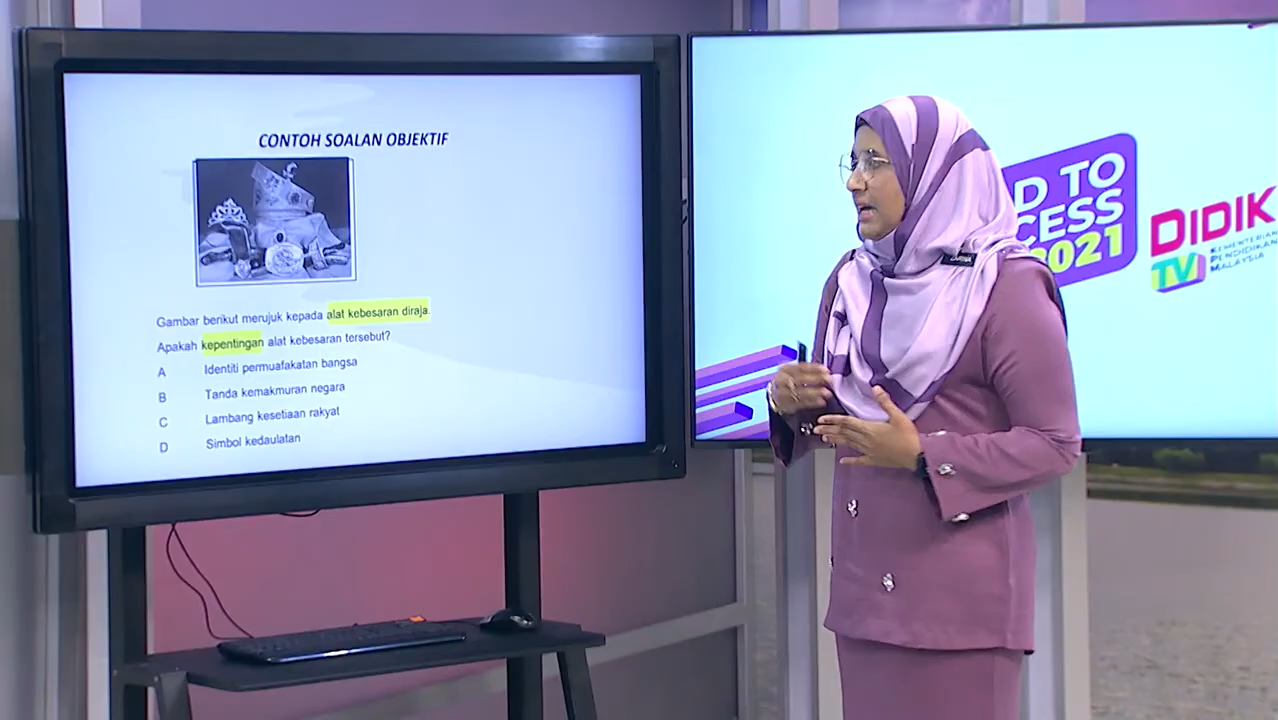 CONTOH SOALAN OBJEKTIF
Gambar berikut merujuk kepada alat kebesaran diraja.
Apakah kepentingan alat kebesaran tersebut?
A Identiti permuafakatan bangsa
B Tanda kemakmuran negara
C Lambang kesetiaan rakyat
D Simbol kedaulatan
D TO
CESS
2021
DIDIK
TV
KEMENTERIAN
PENDIDIKAN
MALAYSIA